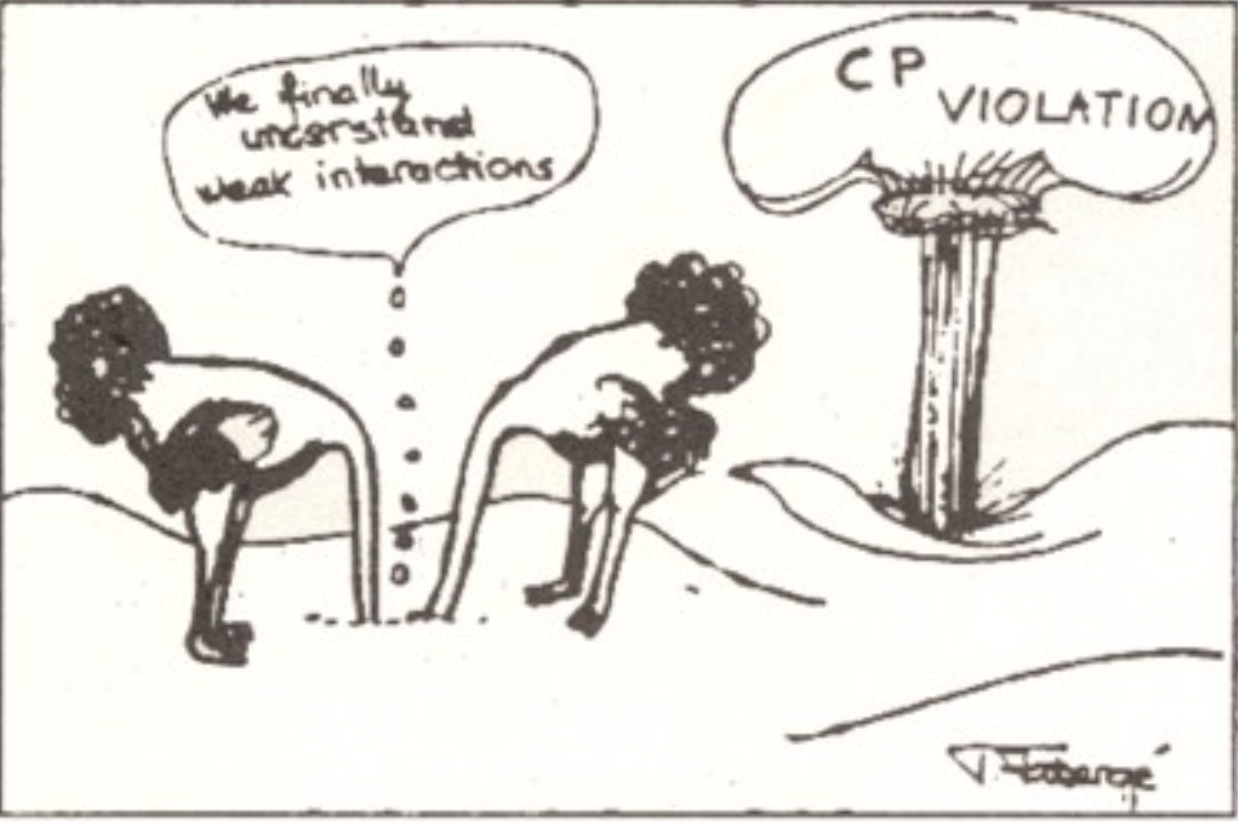 We finally
understand
weak interactions
CP
VIOLATION